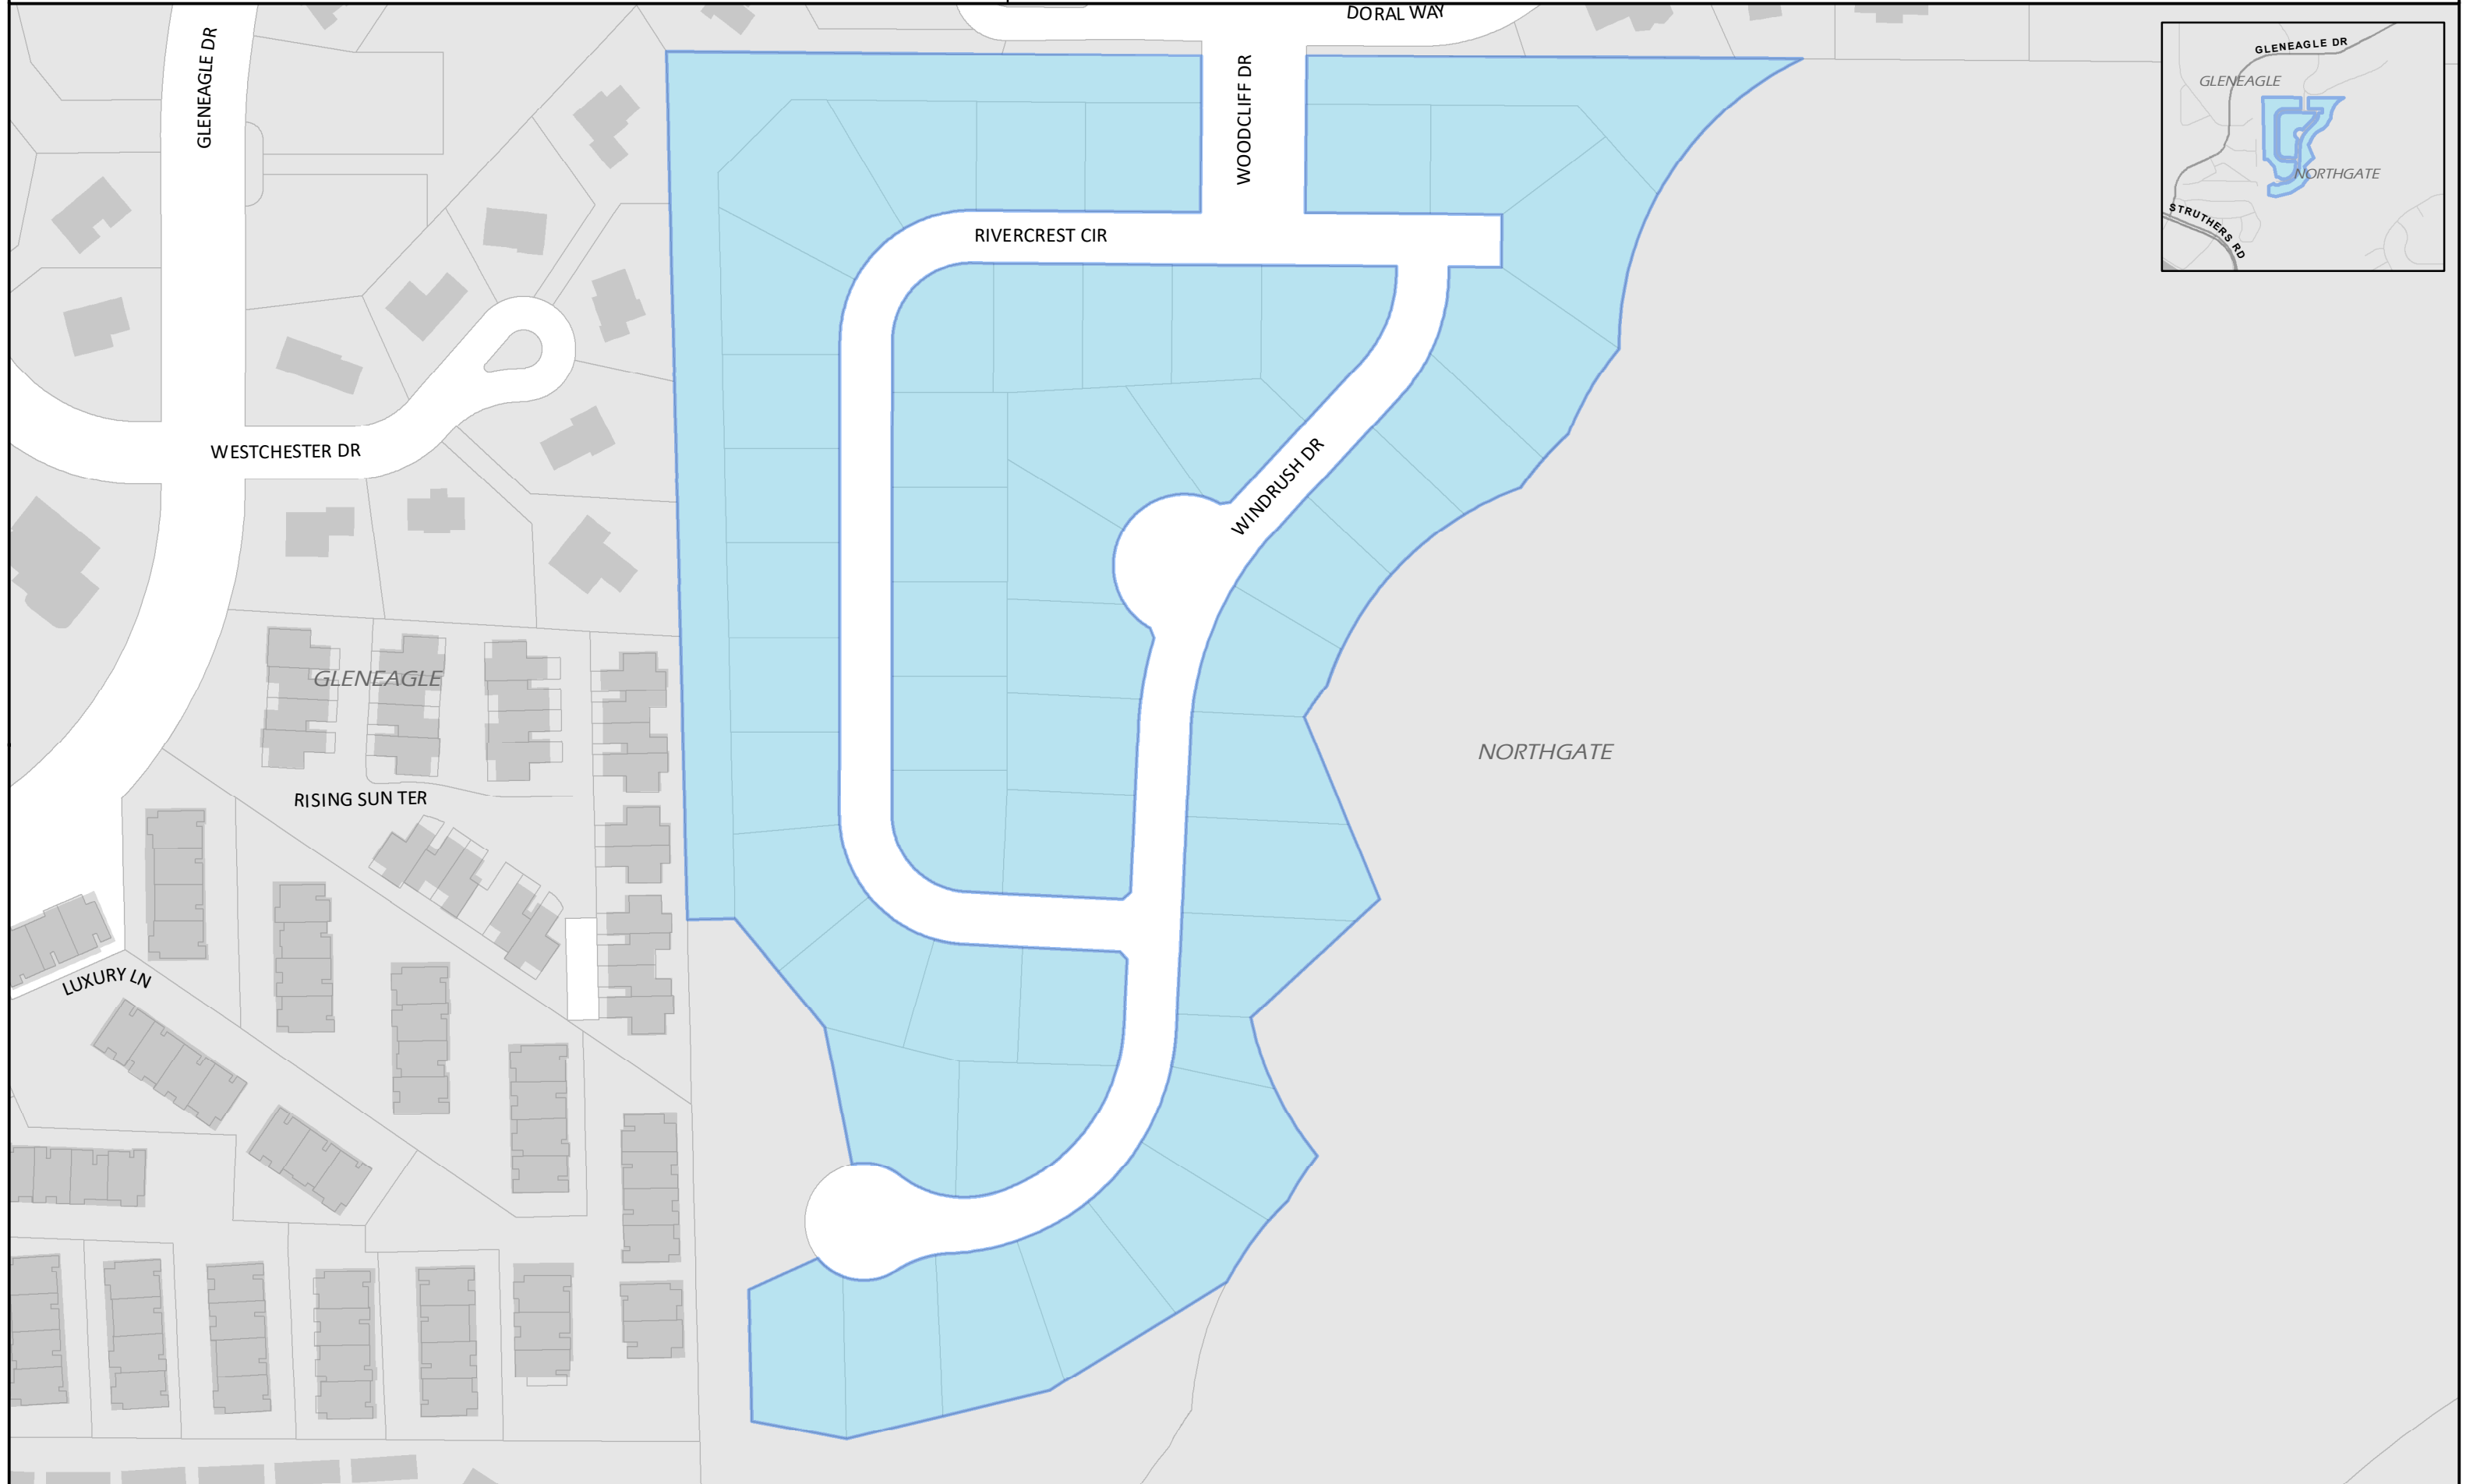 DORAL WAY
GLENEAGLE DR
WOODCLIFF DR
GLENEAGLE DR
GLENEAGLE
NORTHGATE
STRUTHERS RD
RIVERCREST CIR
WESTCHESTER DR
WINDRUSH DR
GLENEAGLE
NORTHGATE
RISING SUN TER
LUXURY LN